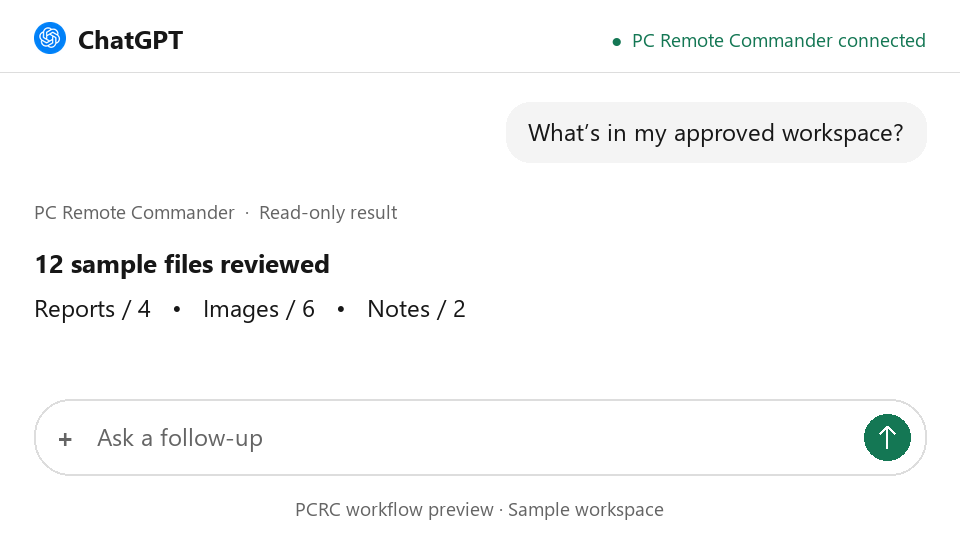 ChatGPT
● PC Remote Commander connected
What’s in my approved workspace?
PC Remote Commander · Read-only result
12 sample files reviewed
Reports / 4 • Images / 6 • Notes / 2
+ Ask a follow-up
PCRC workflow preview · Sample workspace